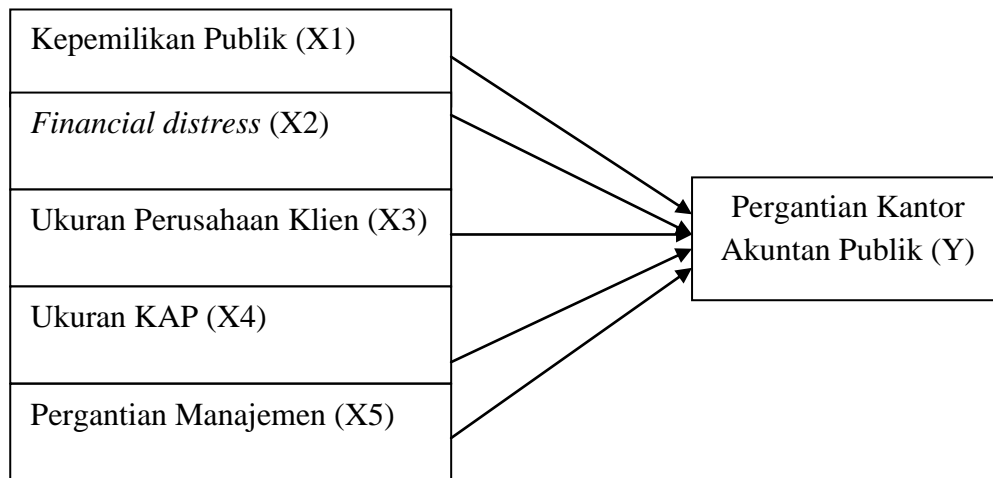 Kepemilikan Publik (X1)
Financial distress (X2)
Ukuran Perusahaan Klien (X3)
Ukuran KAP (X4)
Pergantian Manajemen (X5)
Pergantian Kantor
Akuntan Publik (Y)